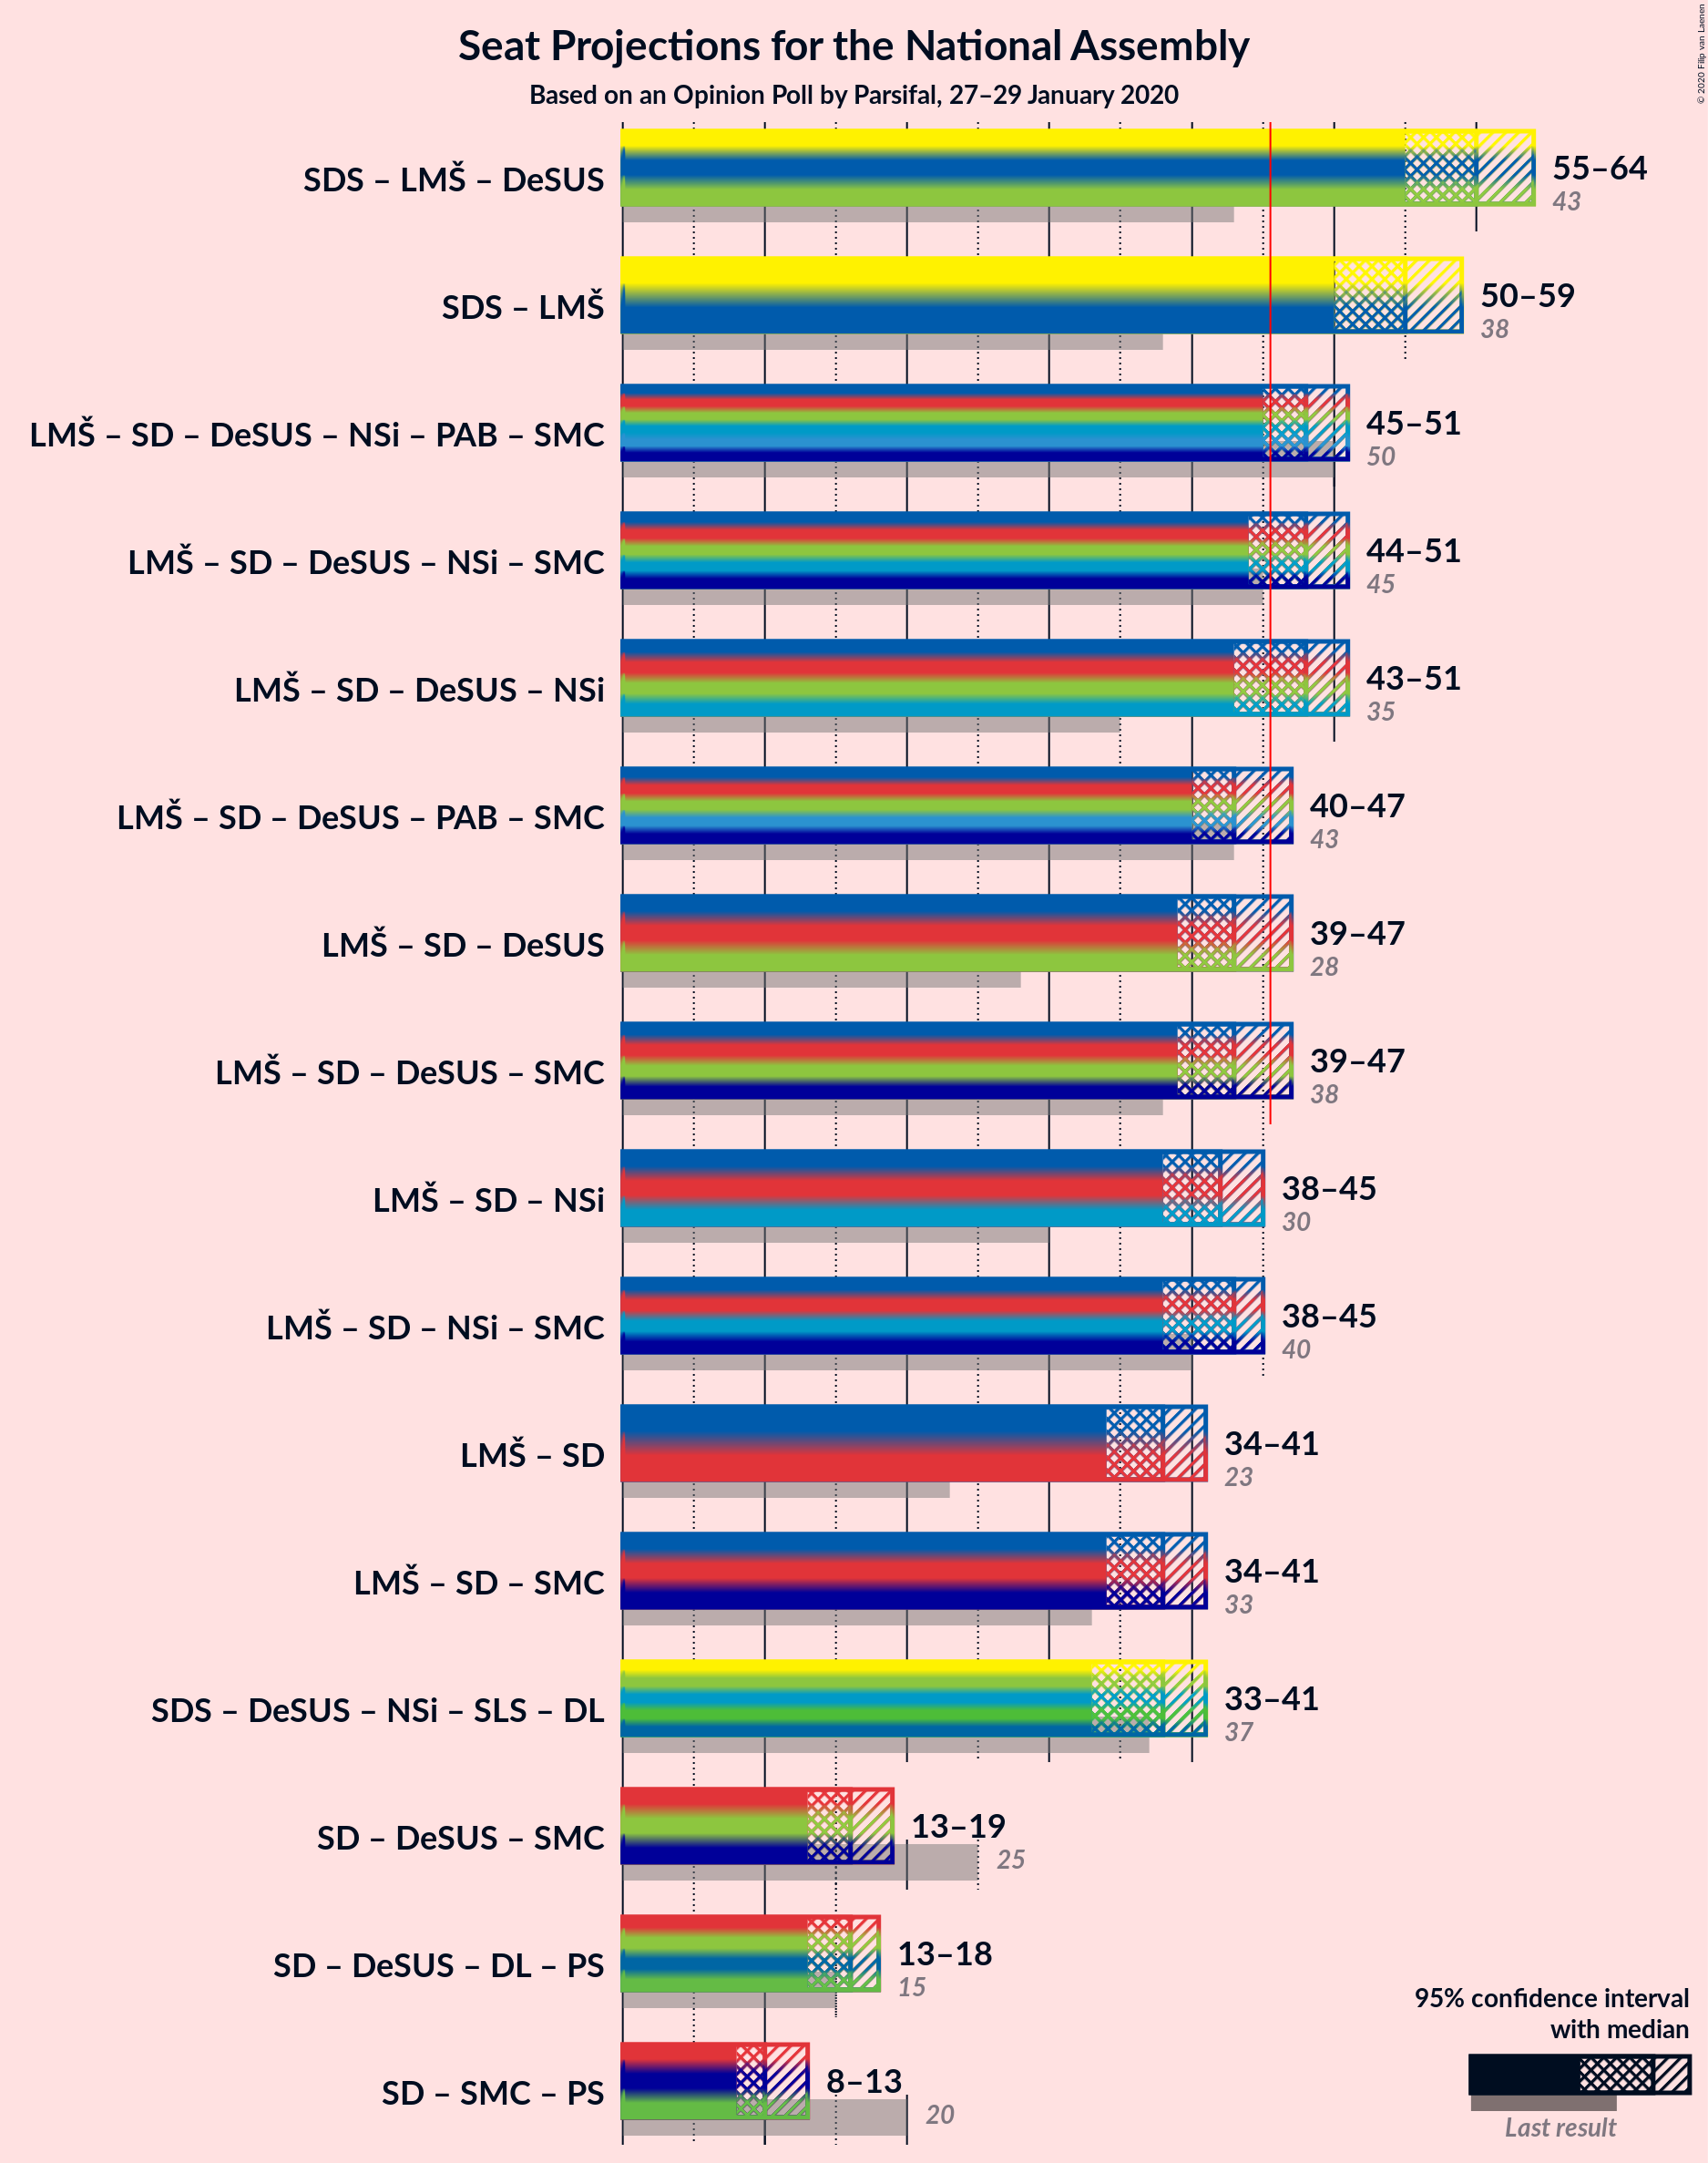 Seat Projections for the National Assembly
Based on an Opinion Poll by Parsifal, 27–29 January 2020
© 2020 Filip van Laenen
SDS – LMŠ – DeSUS
55–64
43
SDS – LMŠ
50–59
38
LMŠ – SD – DeSUS – NSi – PAB – SMC
45–51
50
LMŠ – SD – DeSUS – NSi – SMC
44–51
45
LMŠ – SD – DeSUS – NSi
43–51
35
LMŠ – SD – DeSUS – PAB – SMC
40–47
43
LMŠ – SD – DeSUS
39–47
28
LMŠ – SD – DeSUS – SMC
39–47
38
LMŠ – SD – NSi
38–45
30
LMŠ – SD – NSi – SMC
38–45
40
LMŠ – SD
34–41
23
LMŠ – SD – SMC
34–41
33
SDS – DeSUS – NSi – SLS – DL
33–41
37
SD – DeSUS – SMC
13–19
25
SD – DeSUS – DL – PS
13–18
15
SD – SMC – PS
8–13
20
95% confidence interval
with median
Last result